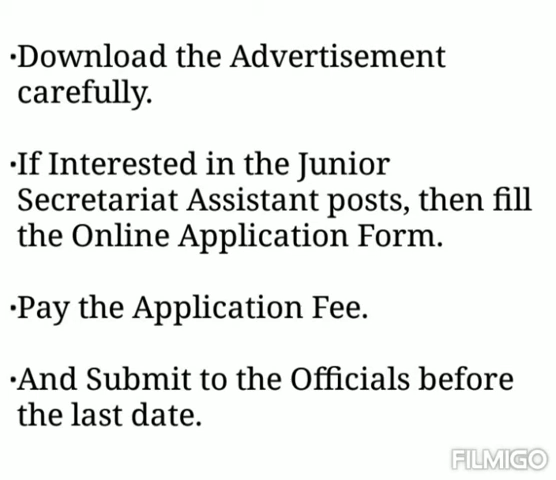 ·Download the Advertisement
carefully.
·If Interested in the Junior
Secretariat Assistant posts, then fill
the Online Application Form.
·Pay the Application Fee.
·And Submit to the Officials before
the last date.
FILMIGO